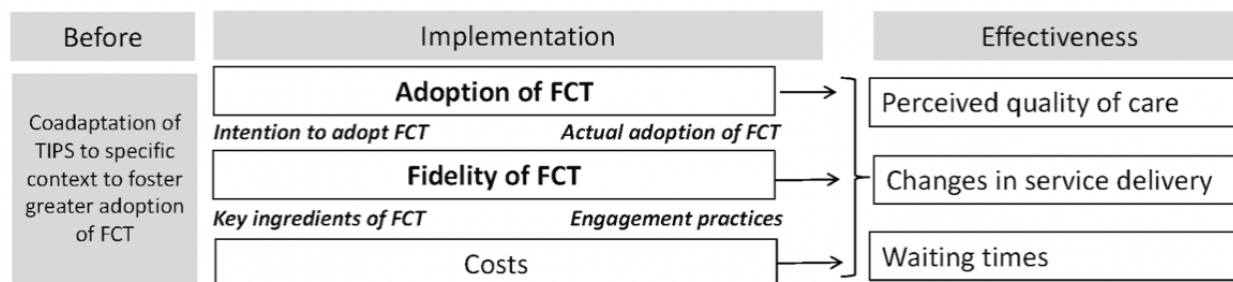 Before
Implementation
Effectiveness
Coadaptation of
TIPS to specific
context to foster
greater adoption
of FCT
Adoption of FCT
Intention to adopt FCT
Actual adoption of FCT
Fidelity of FCT
Key ingredients of FCT
Engagement practices
Costs
Perceived quality of care
Changes in service delivery
Waiting times